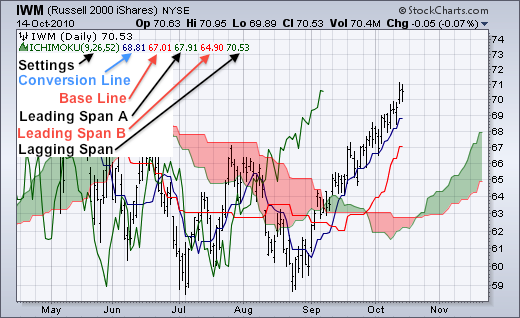 IWM (Russell 2000 iShares) NYSE © StockCharts.com
14-Oct-2010 Op 70.63 Hi 70.95 Lo 69.89 Cl 70.53 Vol 70.4M Chg -0.05 (-0.07%)
IWM (Daily) 70.53
ICHIMOKU(9,26,52) 68.81 67.01 67.91 64.90 70.53
Settings
Conversion Line
Base Line
Leading Span A
Leading Span B
Lagging Span
74
73
72
71
70
69
68
67
66
65
64
63
62
61
60
59
May Jun Jul Aug Sep Oct Nov